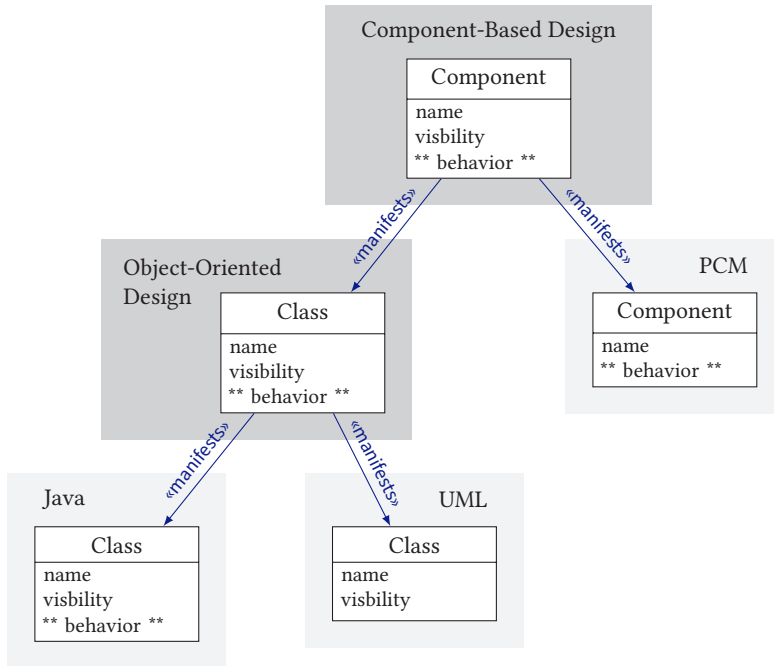 Component-Based Design
Component
name
visbility
** behavior **
«manifests»
«manifests»
Object-Oriented
Design
Class
name
visibility
** behavior **
PCM
Component
name
** behavior **
«manifests»
«manifests»
Java
Class
name
visbility
** behavior **
UML
Class
name
visbility